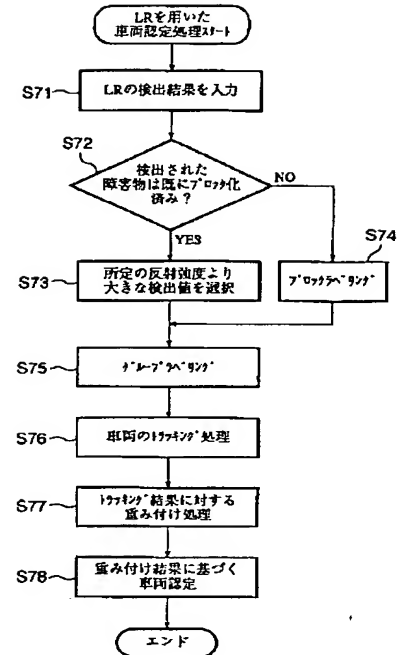 LRを用いた
車両認定処理ｽﾀｰﾄ
S71
LRの検出結果を入力
S72
検出された
障害物は既にﾌﾞﾛｯｸ化
済み？
NO
YES
S73
所定の反射強度より
大きな検出値を選択
S74
ﾌﾞﾛｯｸﾗﾍﾞﾘﾝｸﾞ
S75
ｸﾞﾙｰﾌﾟﾗﾍﾞﾘﾝｸﾞ
S76
車両のﾄﾗｯｷﾝｸﾞ処理
S77
ﾄﾗｯｷﾝｸﾞ結果に対する
重み付け処理
S78
重み付け結果に基づく
車両認定
エンド